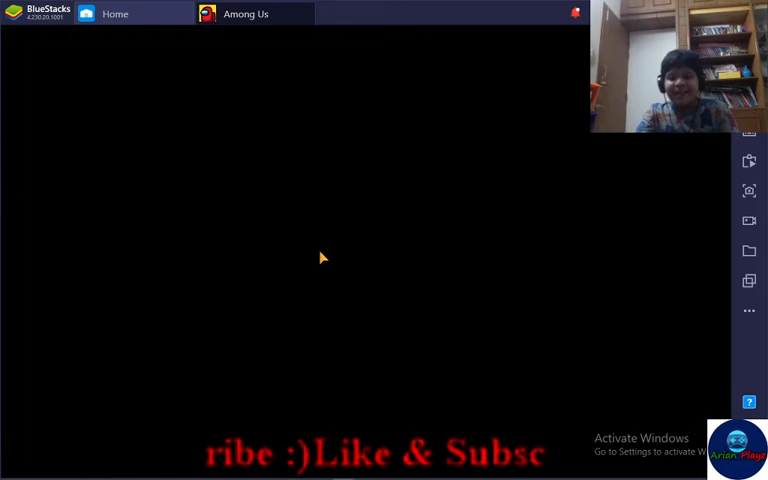 BlueStacks
4.230.20.1001
Home
Among Us
ribe :)Like & Subsc
Activate Windows
Go to Settings to activate W
Arian Playz